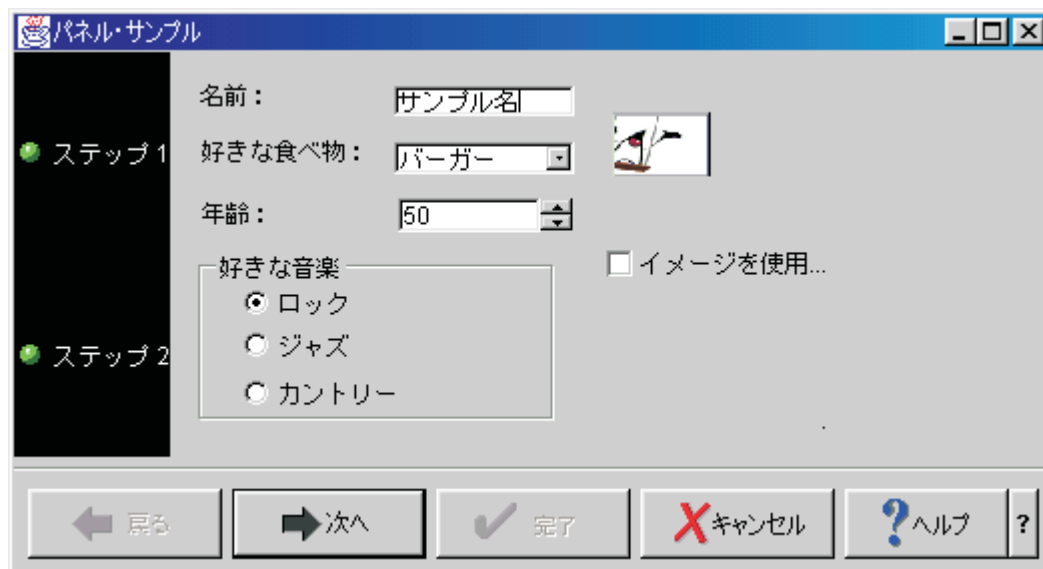 パネル・サンプル
ステップ 1
ステップ 2
名前：
サンプル名
好きな食べ物：
バーガー
年齢：
50
好きな音楽
ロック
ジャズ
カントリー
イメージを使用...
戻る
次へ
完了
キャンセル
ヘルプ
?